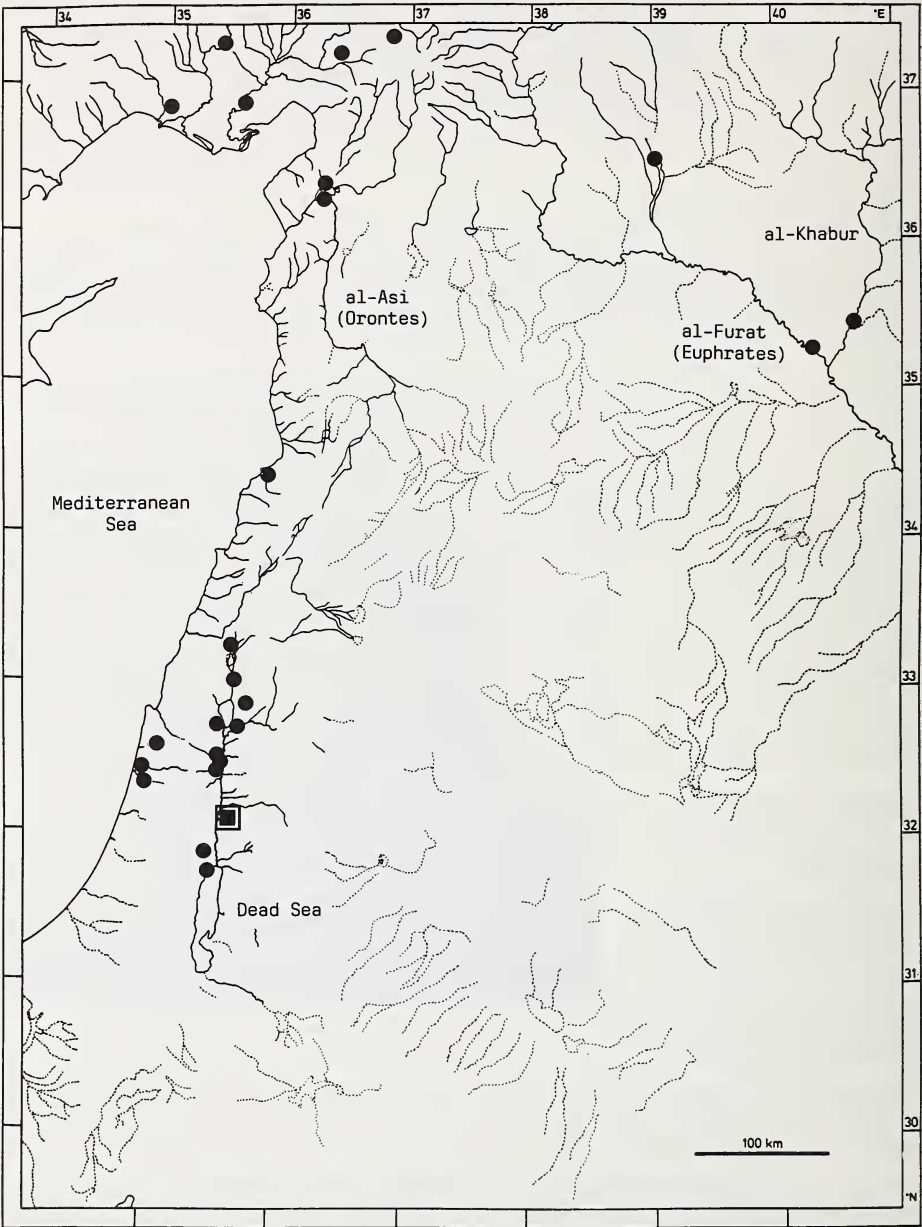 34 35 36 37 38 39 40 °E
37
36
al-Khabur
al-Asi
(Orontes)
al-Furat
(Euphrates)
35
Mediterranean
Sea
34
33
32
Dead Sea
31
30
100 km
°N